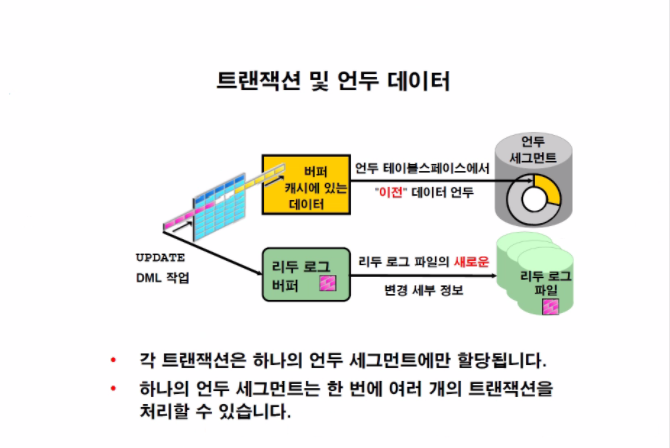 트랜잭션 및 언두 데이터
언두
세그먼트
버퍼
캐시에 있는
데이터
언두 테이블스페이스에서
"이전" 데이터 언두
UPDATE
DML 작업
리두 로그
버퍼
리두 로그 파일의 새로운
변경 세부 정보
리두 로그
파일
• 각 트랜잭션은 하나의 언두 세그먼트에만 할당됩니다.
• 하나의 언두 세그먼트는 한 번에 여러 개의 트랜잭션을
처리할 수 있습니다.